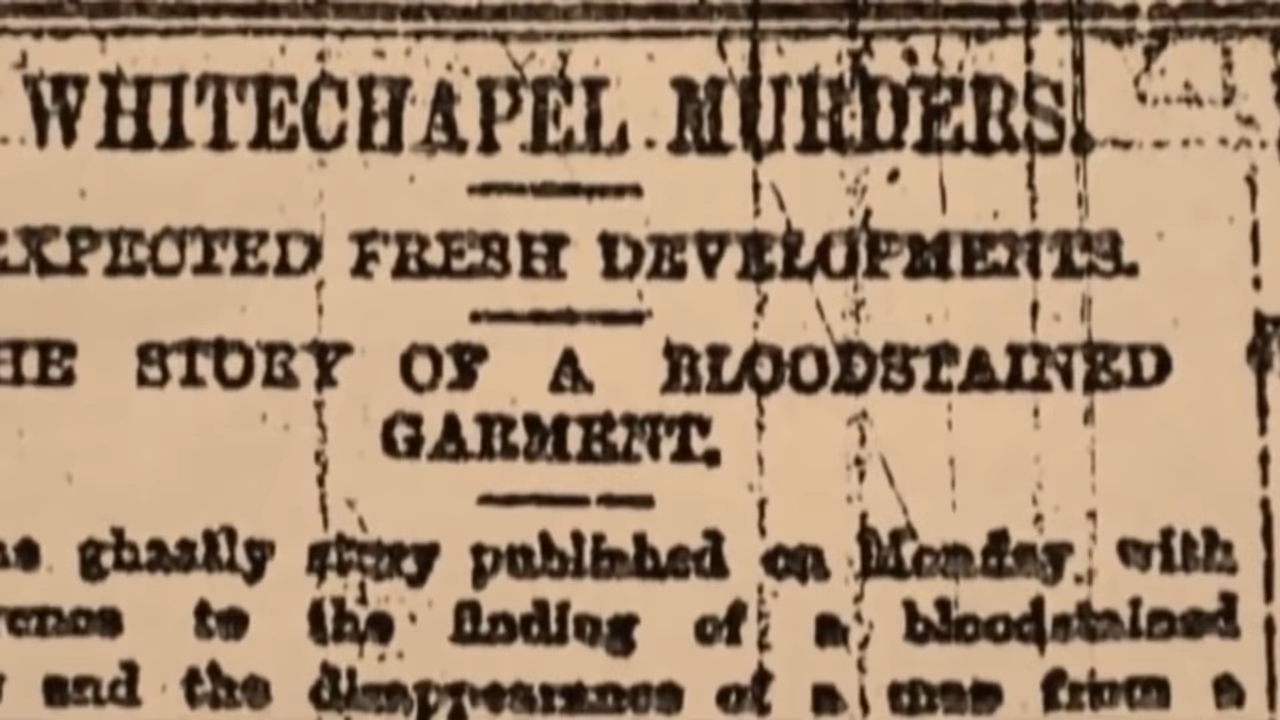 WHITECHAPEL MURDERS.
EXPECTED FRESH DEVELOPMENTS.
HE STORY OF A BLOODSTAINED
GARMENT.
ghastly story published on Monday with
to the finding of a bloodstained
and the disappearance of a man from a